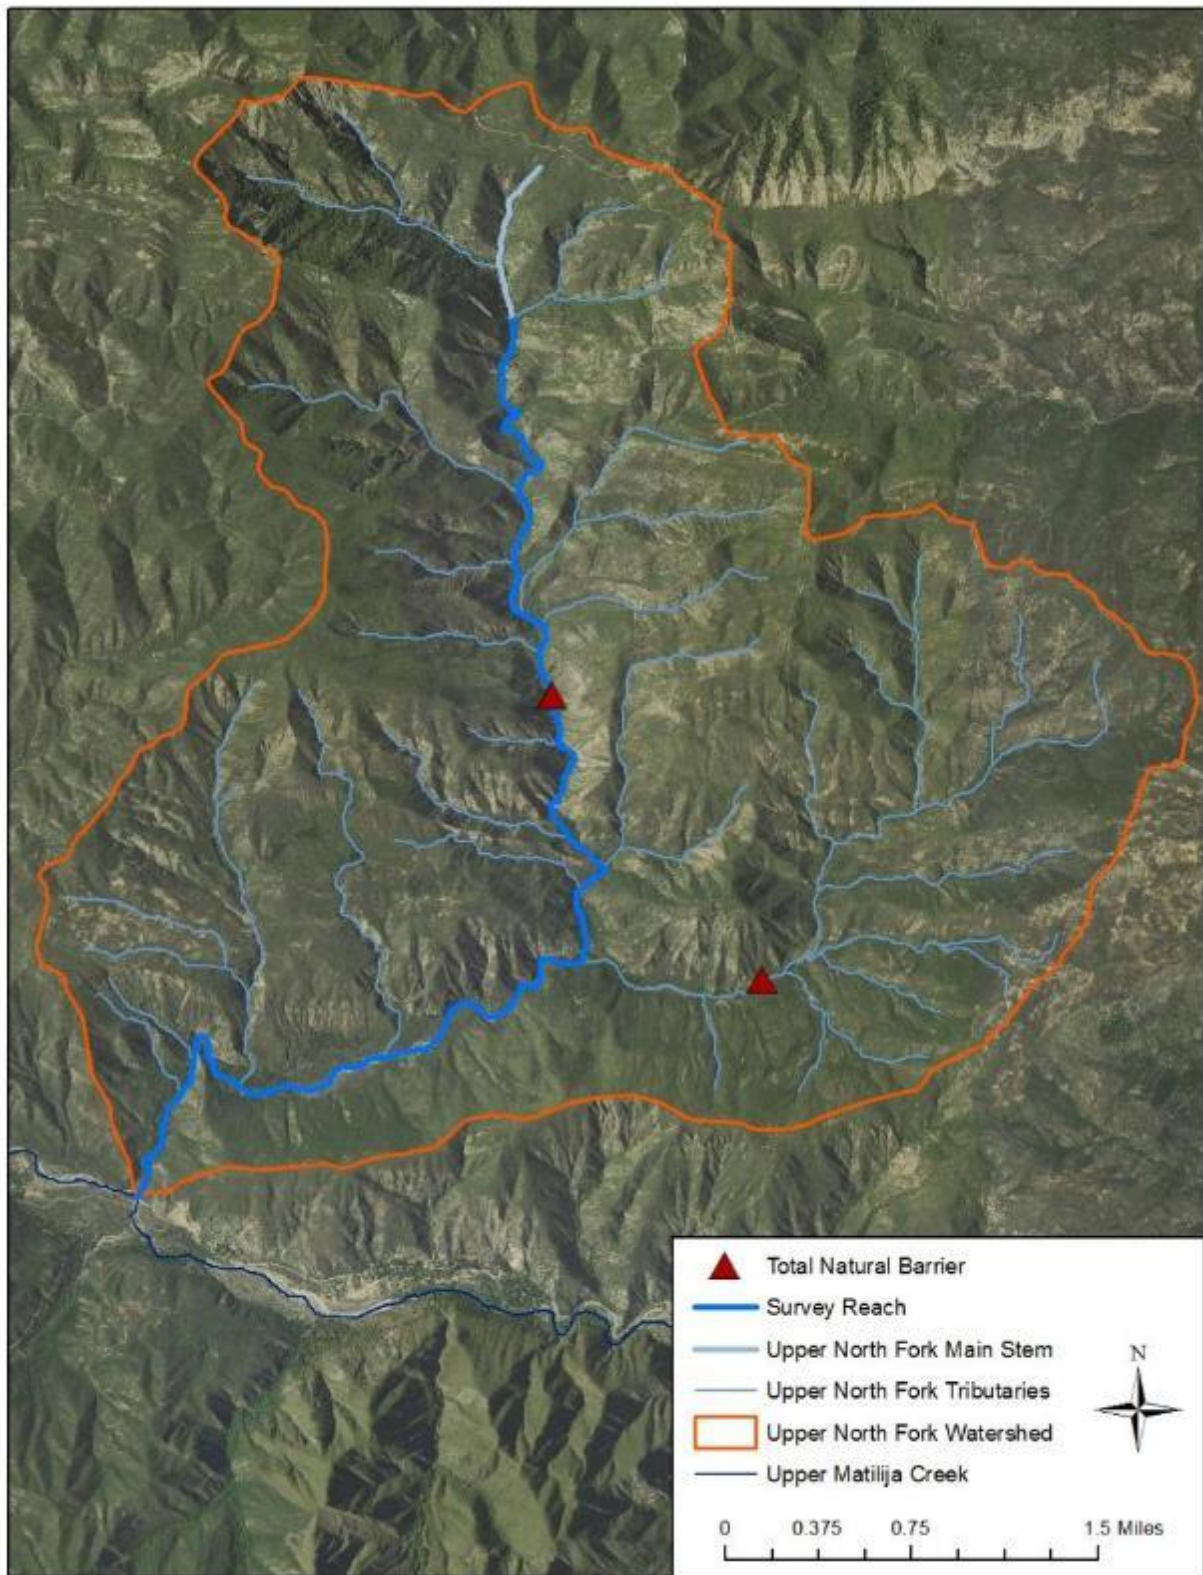 Total Natural Barrier
Survey Reach
Upper North Fork Main Stem
Upper North Fork Tributaries
Upper North Fork Watershed
Upper Matilija Creek
N
0 0.375 0.75 1.5 Miles